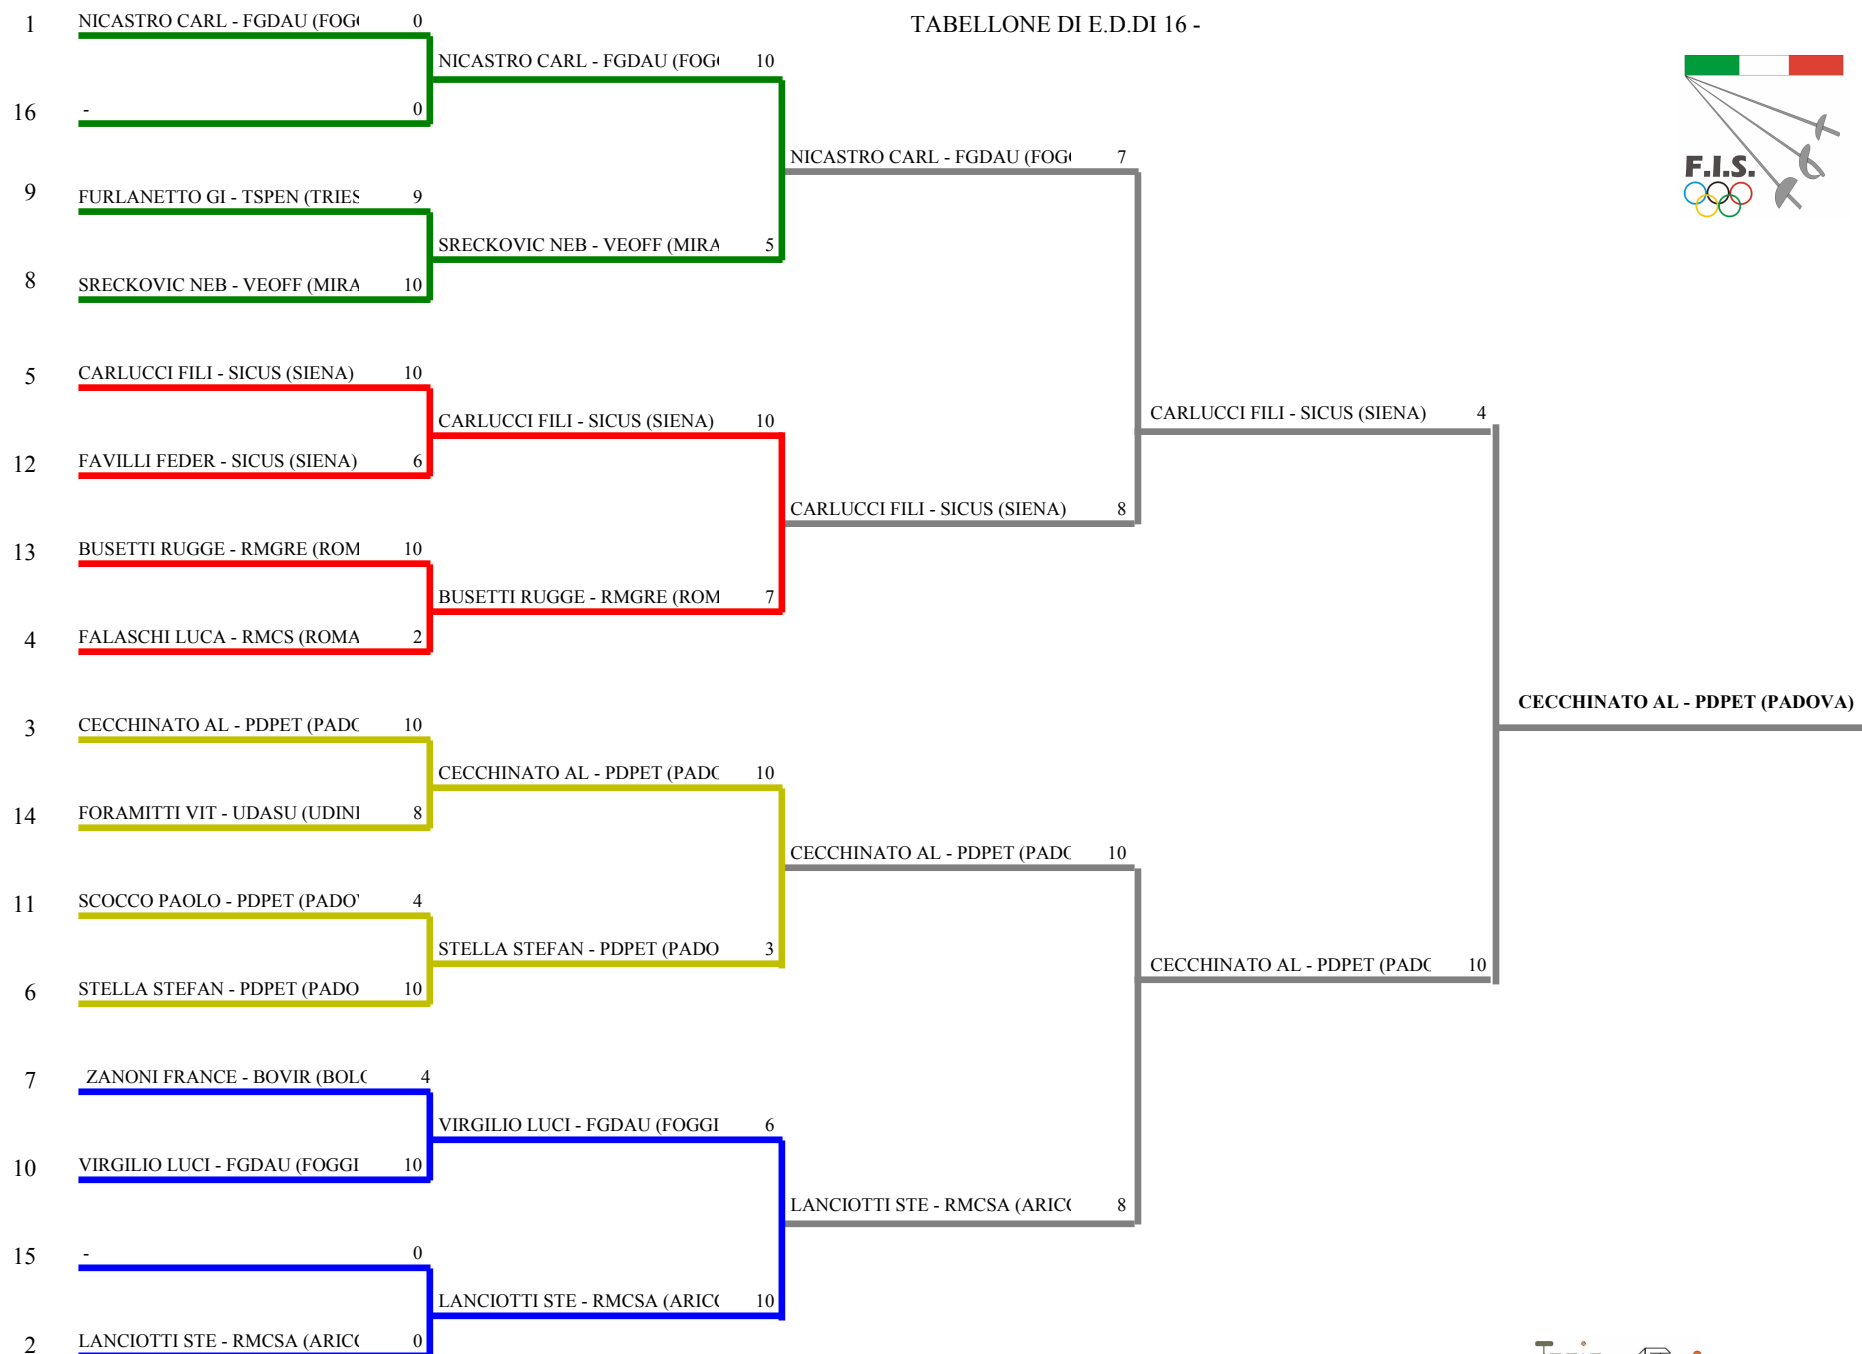 TABELLONE DI E.D.DI 16 -
F.I.S.
1 NICASTRO CARL - FGDAU (FOG 0
NICASTRO CARL - FGDAU (FOG 10
16 - 0
NICASTRO CARL - FGDAU (FOG 7
9 FURLANETTO GI - TSPEN (TRIES 9
SRECKOVIC NEB - VEOFF (MIRA 5
8 SRECKOVIC NEB - VEOFF (MIRA 10
5 CARLUCCI FILI - SICUS (SIENA) 10
CARLUCCI FILI - SICUS (SIENA) 10
CARLUCCI FILI - SICUS (SIENA) 4
12 FAVILLI FEDER - SICUS (SIENA) 6
CARLUCCI FILI - SICUS (SIENA) 8
13 BUSETTI RUGGE - RMGRE (ROM 10
BUSETTI RUGGE - RMGRE (ROM 7
4 FALASCHI LUCA - RMCS (ROMA 2
CECCHINATO AL - PDPET (PADOVA)
3 CECCHINATO AL - PDPET (PADO 10
CECCHINATO AL - PDPET (PADO 10
14 FORAMITTI VIT - UDASU (UDINI 8
CECCHINATO AL - PDPET (PADO 10
11 SCOCCO PAOLO - PDPET (PADO 4
STELLA STEFAN - PDPET (PADO 3
CECCHINATO AL - PDPET (PADO 10
6 STELLA STEFAN - PDPET (PADO 10
7 ZANONI FRANCE - BOVIR (BOLO 4
VIRGILIO LUCI - FGDAU (FOGGI 6
10 VIRGILIO LUCI - FGDAU (FOGGI 10
LANCIOTTI STE - RMCSA (ARIC 8
15 - 0
LANCIOTTI STE - RMCSA (ARIC 10
2 LANCIOTTI STE - RMCSA (ARIC 0